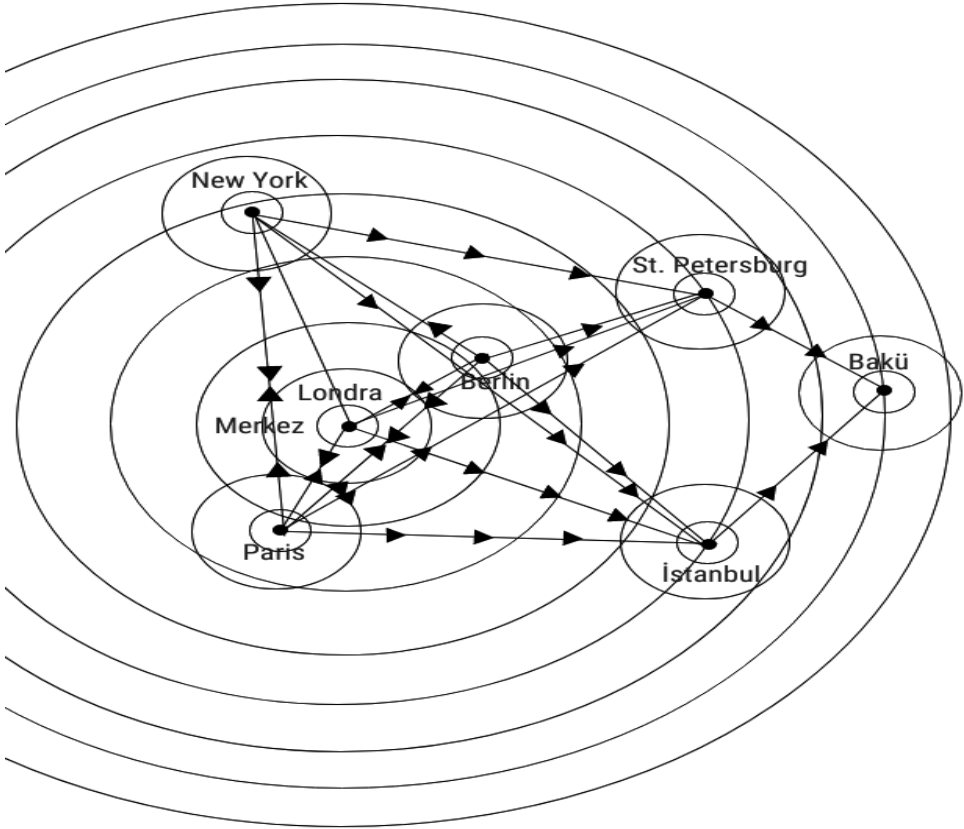 New York
St. Petersburg
Bakü
Berlin
Londra
Merkez
Paris
İstanbul